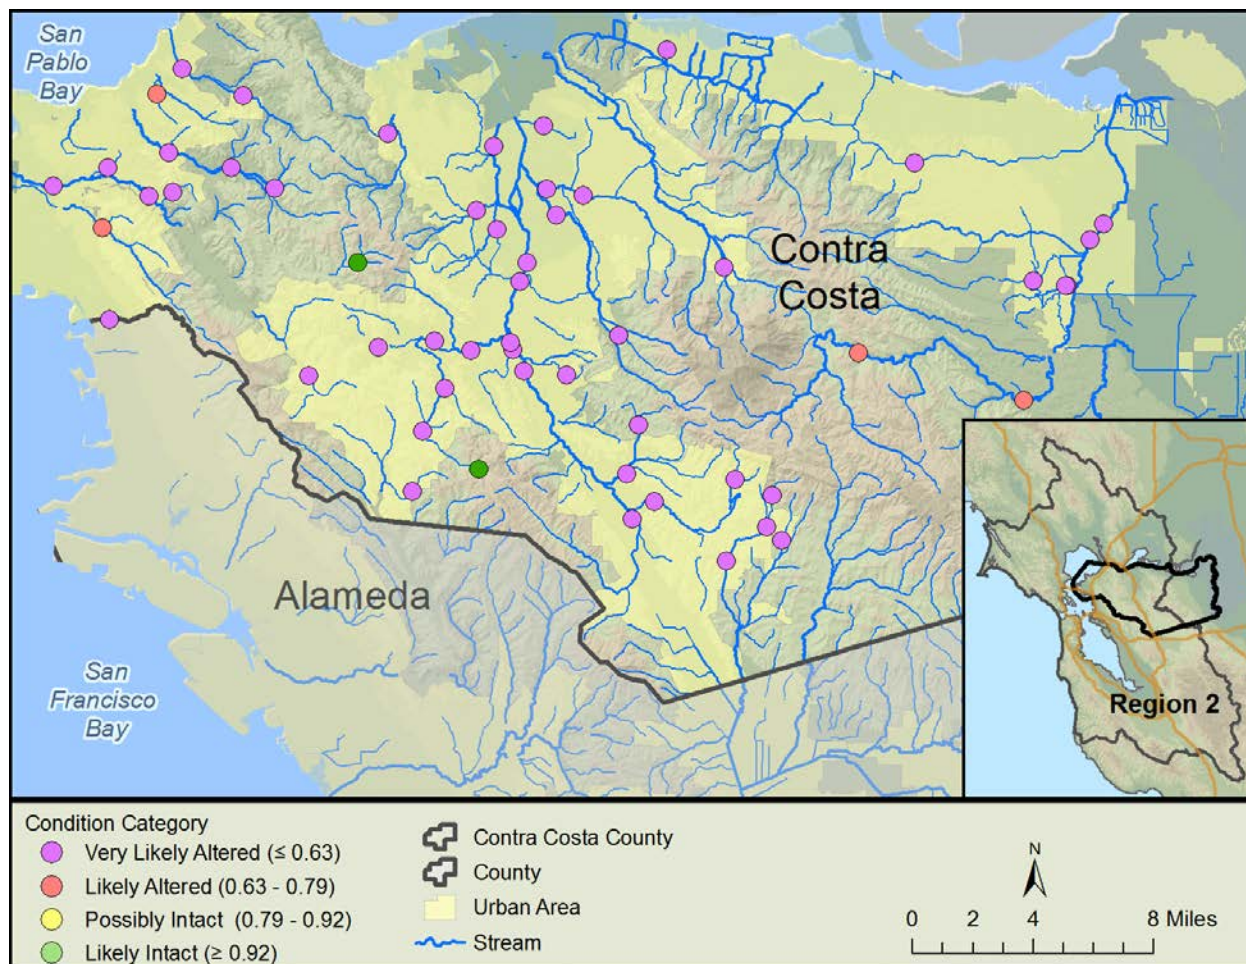 San
Pablo
Bay
Contra
Costa
Alameda
San
Francisco
Bay
Region 2
Condition Category
Very Likely Altered (≤ 0.63)
Likely Altered (0.63 - 0.79)
Possibly Intact (0.79 - 0.92)
Likely Intact (≥ 0.92)
Contra Costa County
County
Urban Area
Stream
N
0 2 4 8 Miles